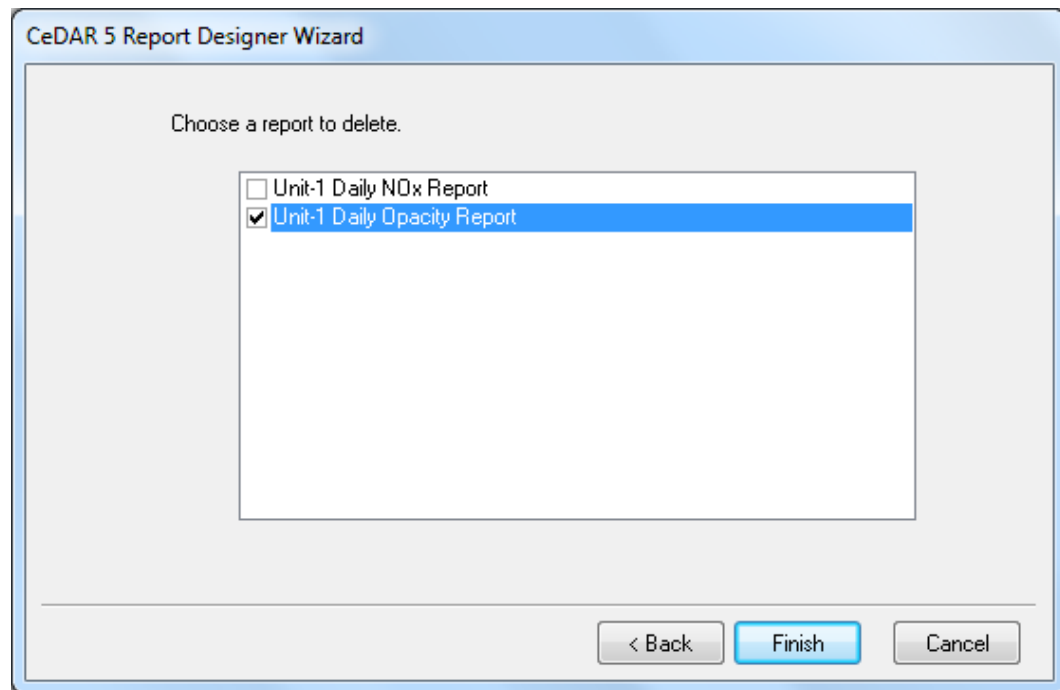 CeDAR 5 Report Designer Wizard
Choose a report to delete.
Unit-1 Daily NOx Report
Unit-1 Daily Opacity Report
< Back Finish Cancel